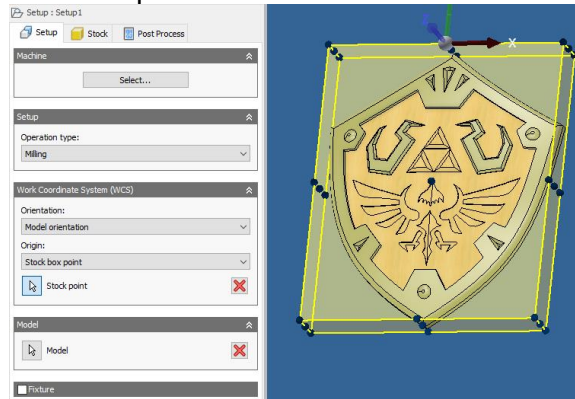 Setup : Setup1
Setup Stock Post Process
Machine
Select...
Setup
Operation type:
Milling
Work Coordinate System (WCS)
Orientation:
Model orientation
Origin:
Stock box point
Stock point
Model
Model
Fixture
X